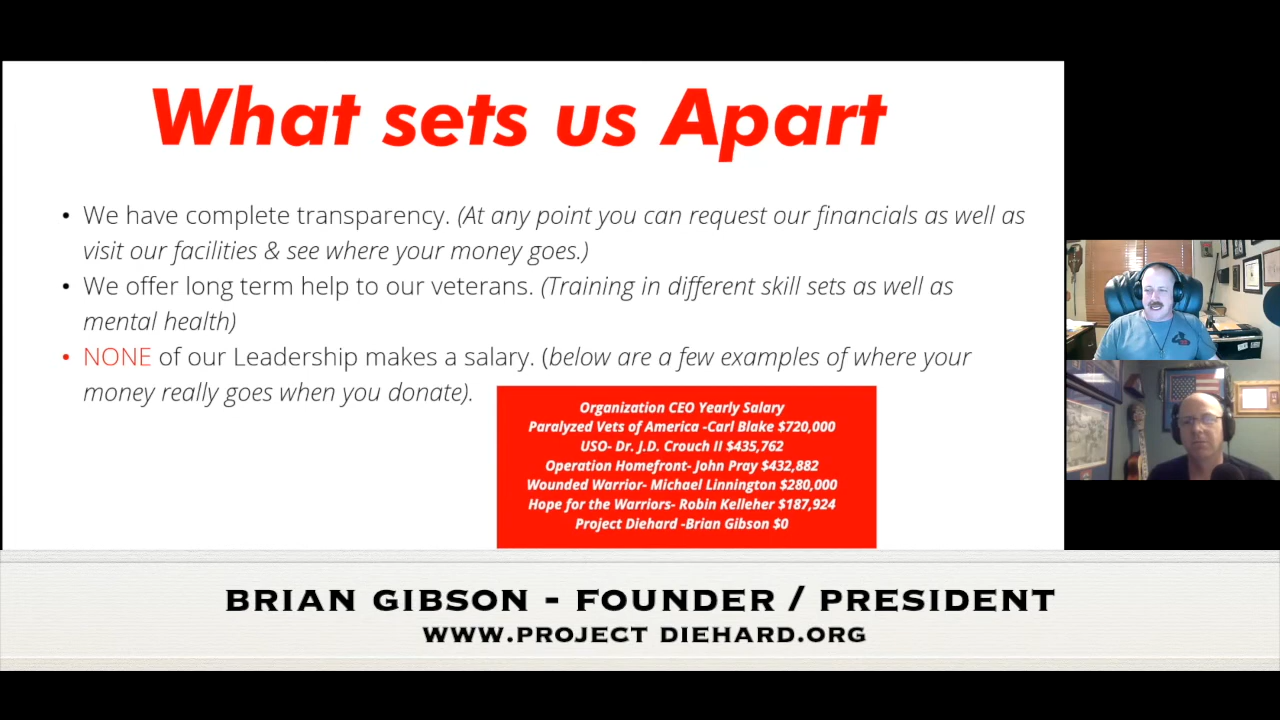 What sets us Apart
• We have complete transparency. (At any point you can request our financials as well as
visit our facilities & see where your money goes.)
• We offer long term help to our veterans. (Training in different skill sets as well as
mental health)
• NONE of our Leadership makes a salary. (below are a few examples of where your
money really goes when you donate).
Organization CEO Yearly Salary
Paralyzed Vets of America -Carl Blake $720,000
USO- Dr. J.D. Crouch II $435,762
Operation Homefront- John Pray $432,882
Wounded Warrior- Michael Linnington $280,000
Hope for the Warriors- Robin Kelleher $187,924
Project Diehard -Brian Gibson $0
BRIAN GIBSON - FOUNDER / PRESIDENT
WWW.PROJECT DIEHARD.ORG